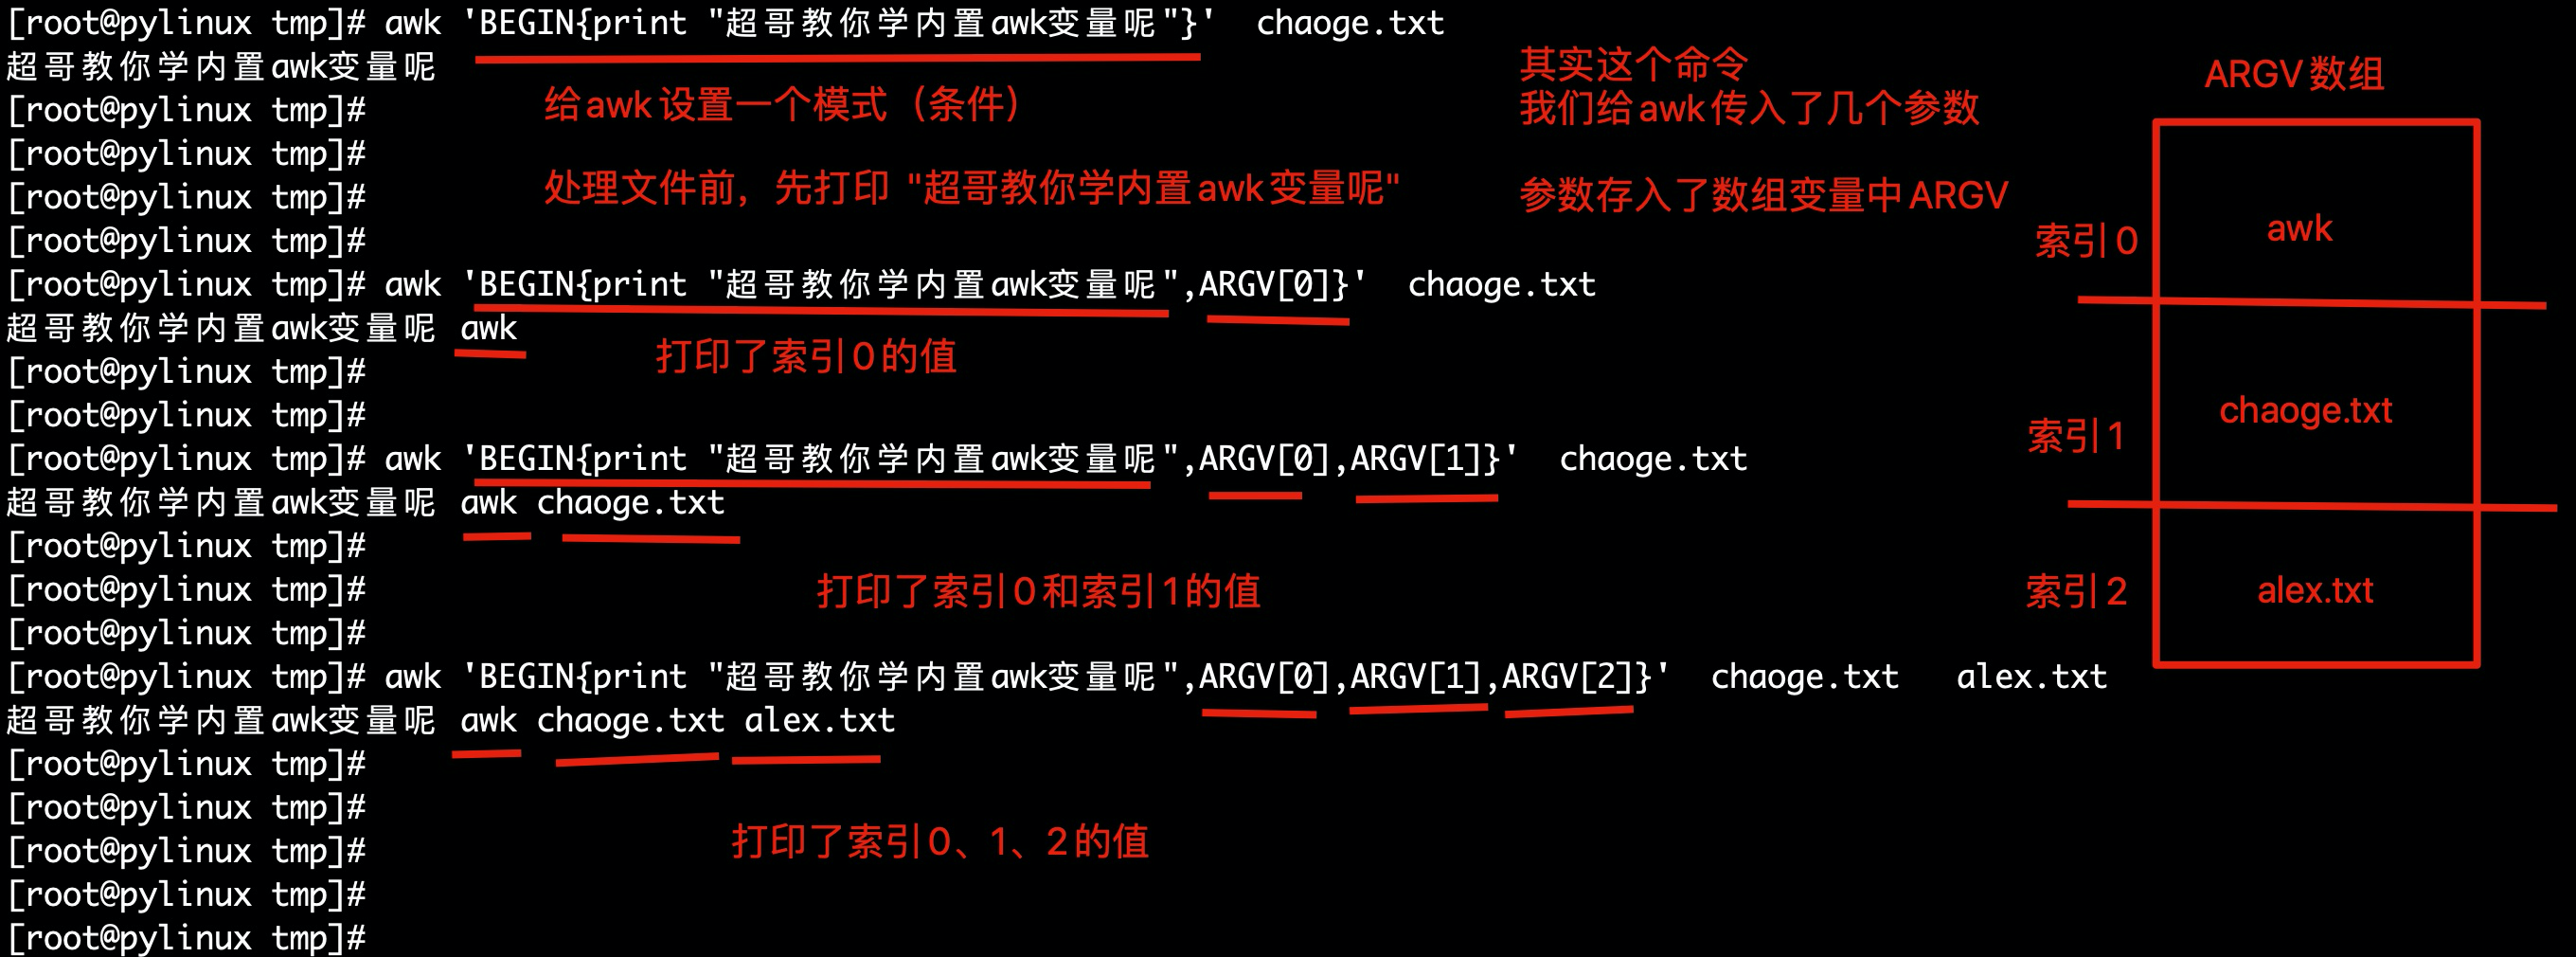 [root@pylinux tmp]# awk 'BEGIN{print "超哥教你学内置awk变量呢"}'  chaoge.txt
超哥教你学内置awk变量呢
其实这个命令
ARGV数组
[root@pylinux tmp]#
给awk设置一个模式（条件）
我们给awk传入了几个参数
[root@pylinux tmp]#
[root@pylinux tmp]#
处理文件前，先打印 "超哥教你学内置awk变量呢"
参数存入了数组变量中ARGV
[root@pylinux tmp]#
索引0
awk
[root@pylinux tmp]# awk 'BEGIN{print "超哥教你学内置awk变量呢",ARGV[0]}'  chaoge.txt
超哥教你学内置awk变量呢 awk
打印了索引0的值
[root@pylinux tmp]#
[root@pylinux tmp]#
索引1
chaoge.txt
[root@pylinux tmp]# awk 'BEGIN{print "超哥教你学内置awk变量呢",ARGV[0],ARGV[1]}'  chaoge.txt
超哥教你学内置awk变量呢 awk chaoge.txt
[root@pylinux tmp]#
[root@pylinux tmp]#
打印了索引0和索引1的值
索引2
alex.txt
[root@pylinux tmp]#
[root@pylinux tmp]# awk 'BEGIN{print "超哥教你学内置awk变量呢",ARGV[0],ARGV[1],ARGV[2]}'  chaoge.txt   alex.txt
超哥教你学内置awk变量呢 awk chaoge.txt alex.txt
[root@pylinux tmp]#
[root@pylinux tmp]#
[root@pylinux tmp]#
打印了索引0、1、2的值
[root@pylinux tmp]#
[root@pylinux tmp]#